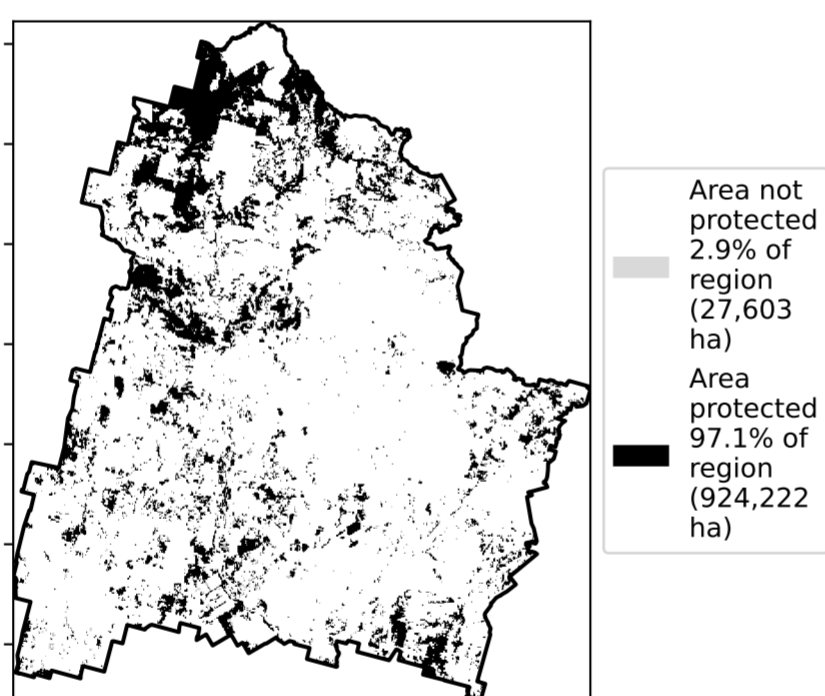 Area not
protected
2.9% of
region
(27,603
ha)
Area
protected
97.1% of
region
(924,222
ha)